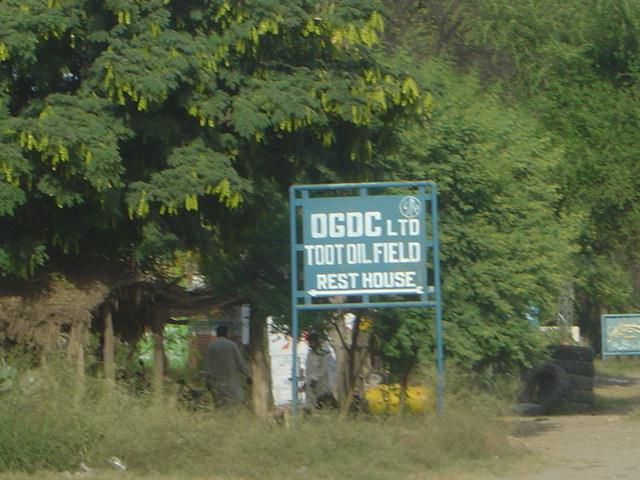 OGDC LTD
TOOT OIL FIELD
REST HOUSE